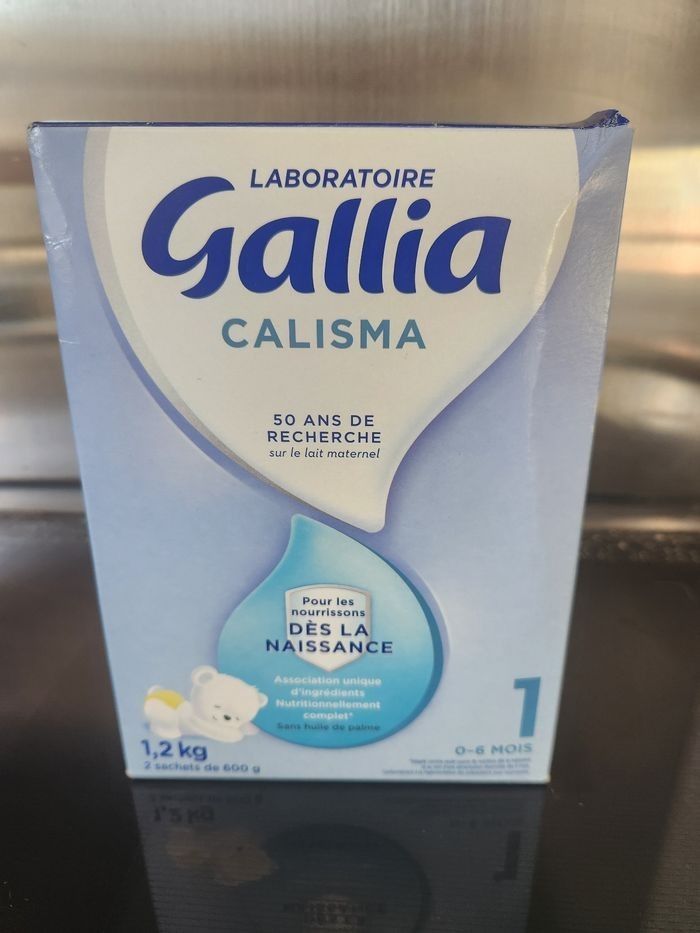 LABORATOIRE
Gallia
CALISMA
50 ANS DE
RECHERCHE
sur le lait maternel
Pour les
nourrissons
DÈS LA
NAISSANCE
Association unique
d'ingrédients
Nutritionnellement
complet*
Sans huile de palme
1
0-6 MOIS
1,2 kg
2 sachets de 600 g